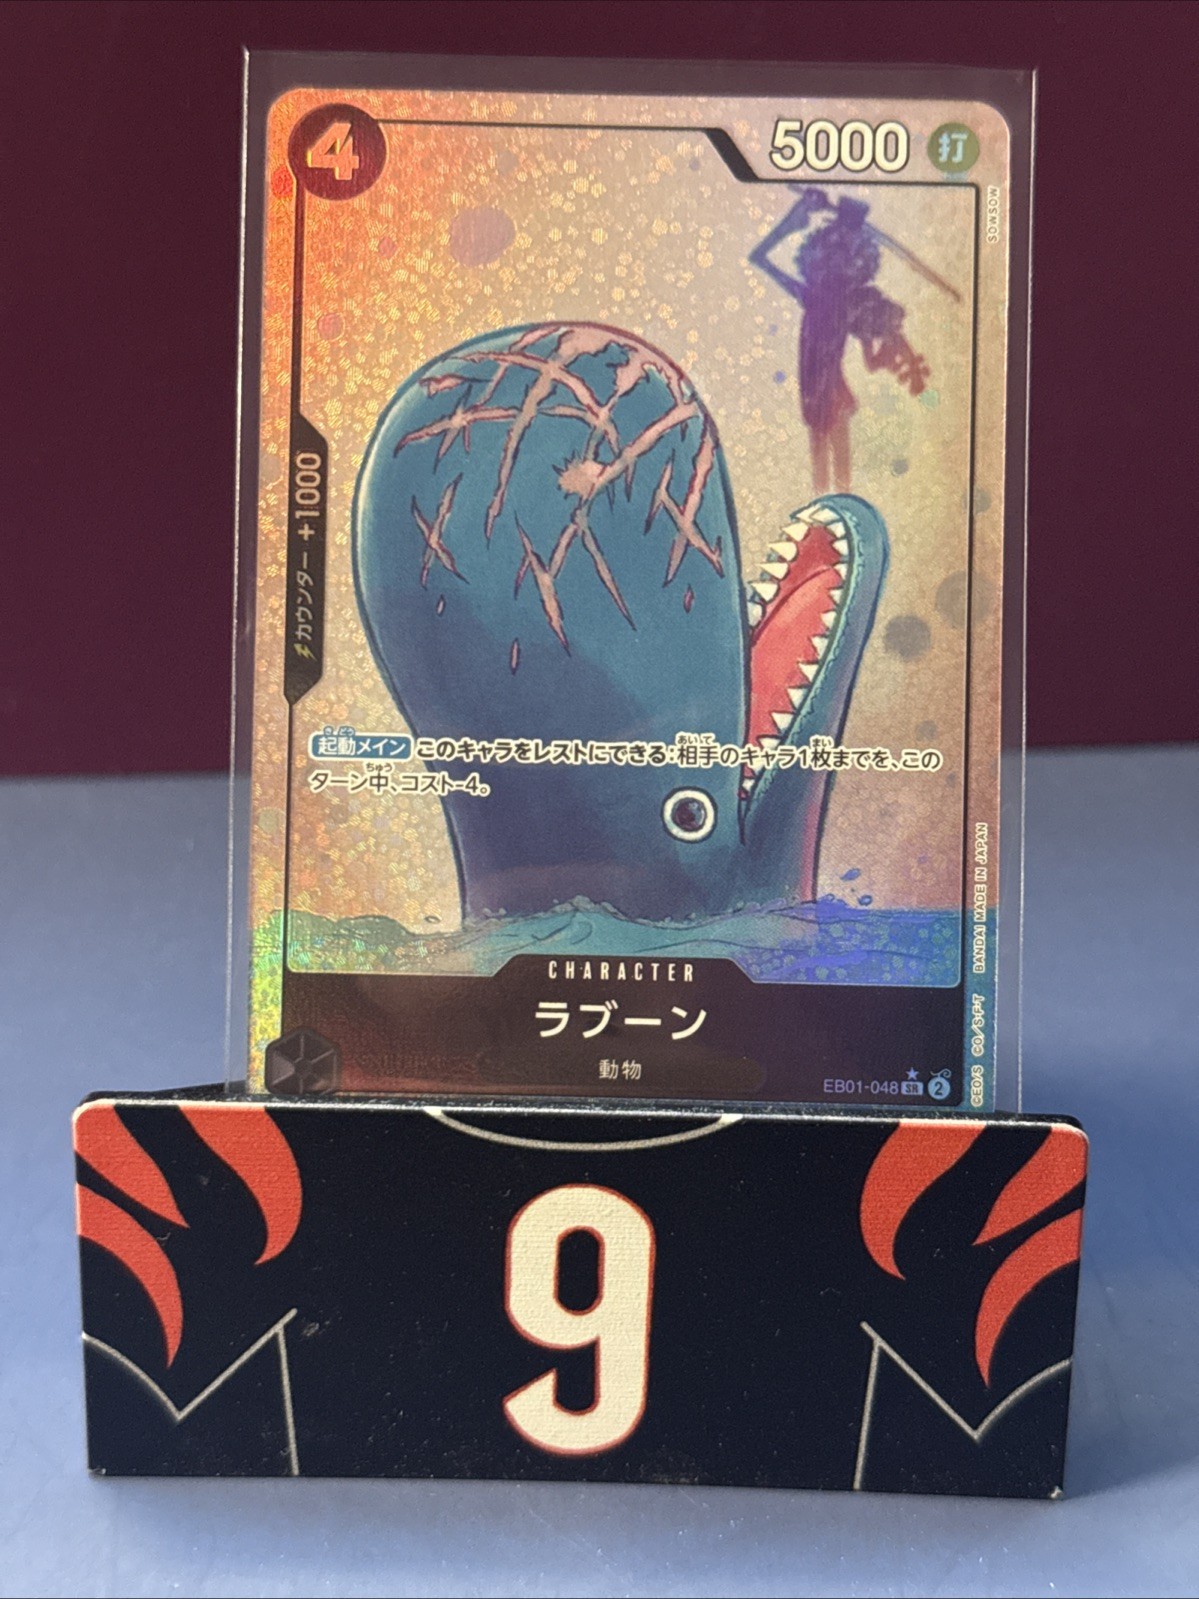 4
5000
打
SOWSOW
カウンター +1000
起動メイン このキャラをレストにできる:相手のキャラ1枚までを、この
ターン中、コスト-4。
BANDAI MADE IN JAPAN
CHARACTER
ラブーン
動物
EB01-048 SR 2
©EO/S ©O/S・F・T
9